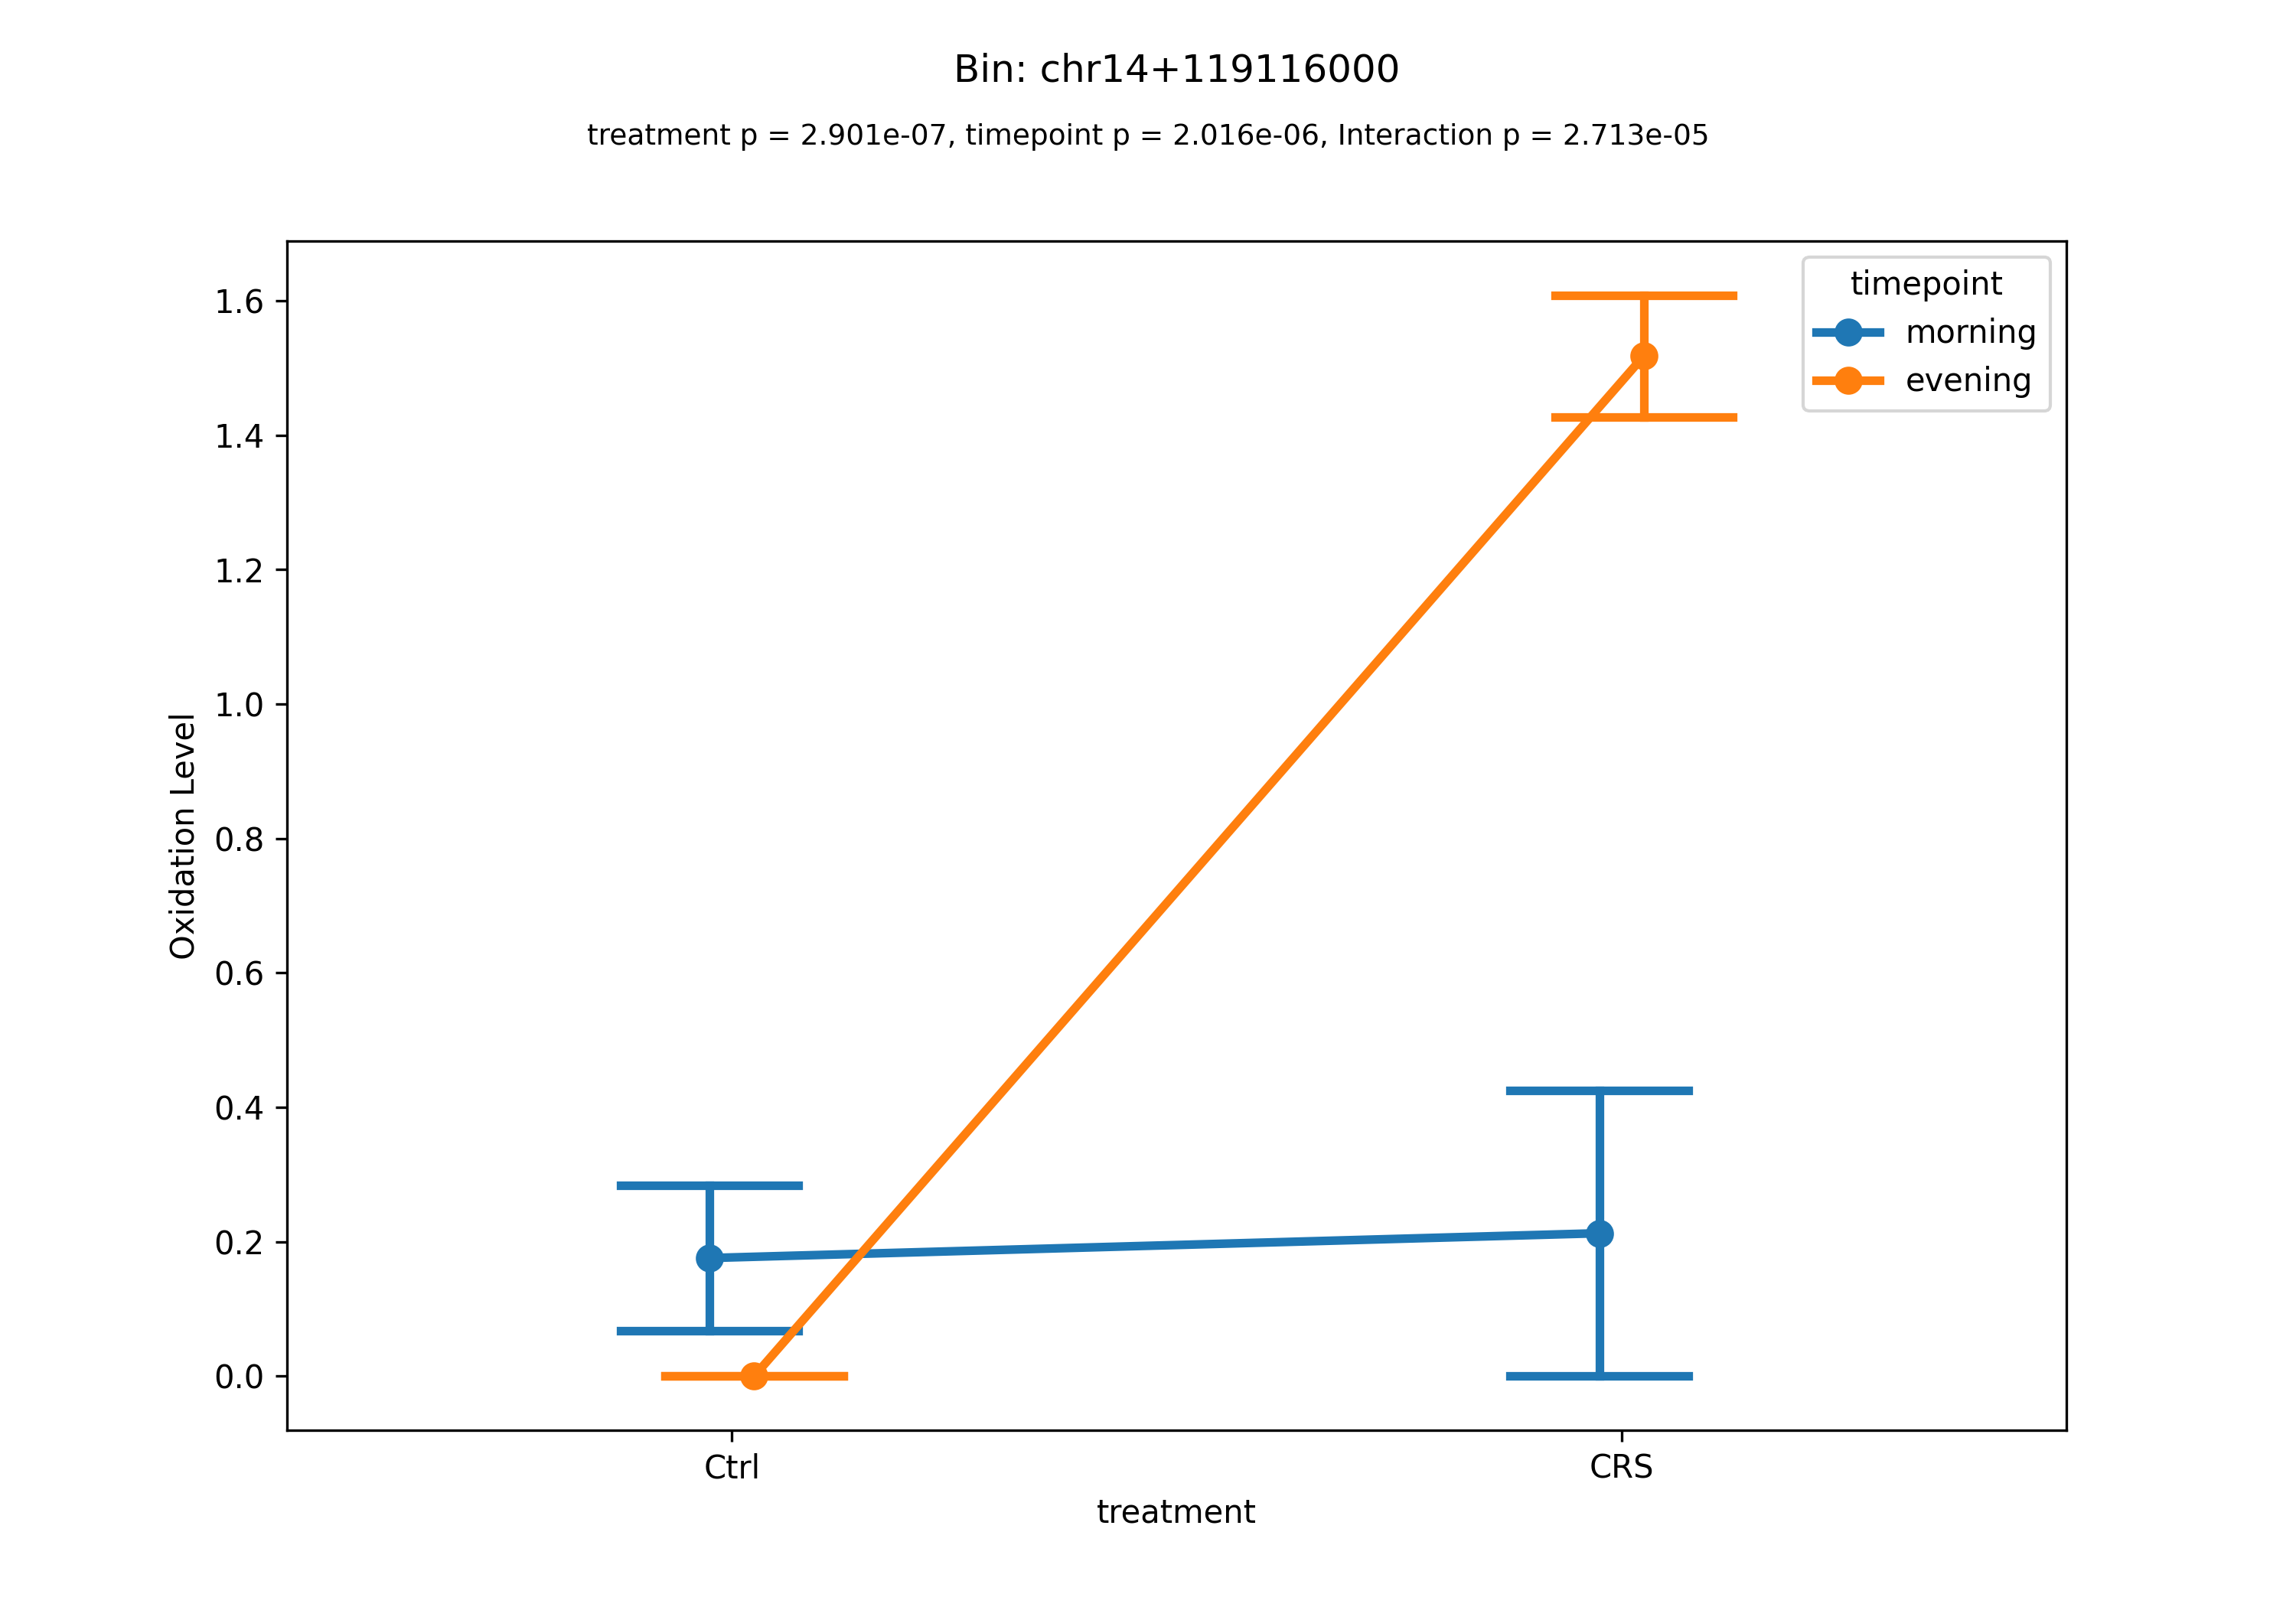 Bin: chr14+119116000
treatment p = 2.901e-07, timepoint p = 2.016e-06, Interaction p = 2.713e-05
timepoint
morning
evening
Oxidation Level
1.6
1.4
1.2
1.0
0.8
0.6
0.4
0.2
0.0
Ctrl
CRS
treatment